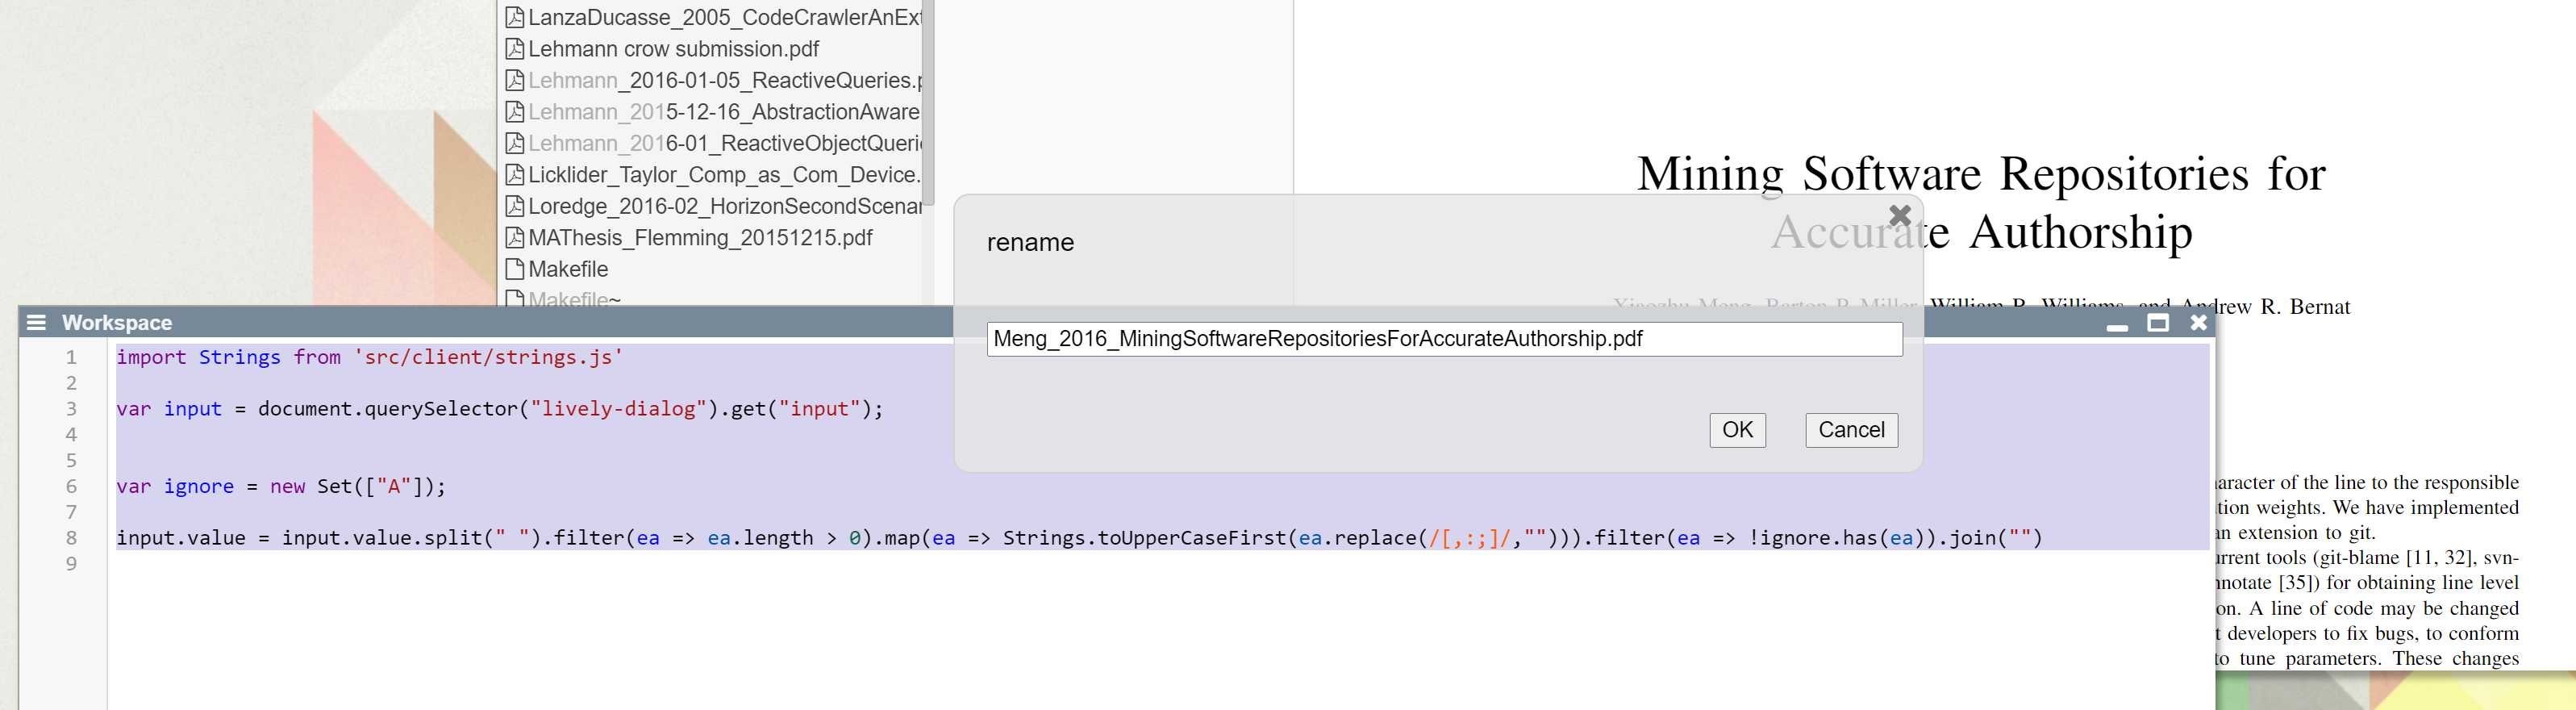 LanzaDucasse_2005_CodeCrawlerAnExt
Lehmann crow submission.pdf
Lehmann_2016-01-05_ReactiveQueries.p
Lehmann_2015-12-16_AbstractionAware
Lehmann_2016-01_ReactiveObjectQueri
Licklider_Taylor_Comp_as_Com_Device.
Loredge_2016-02_HorizonSecondScenar
MAThesis_Flemming_20151215.pdf
Makefile
Makefile~
Mining Software Repositories for
Accurate Authorship
Xiaozhu Meng, Barton P. Miller, William R. Williams, and Andrew R. Bernat
rename
Meng_2016_MiningSoftwareRepositoriesForAccurateAuthorship.pdf
OK Cancel
Workspace
1 import Strings from 'src/client/strings.js'
2
3 var input = document.querySelector("lively-dialog").get("input");
4
5
6 var ignore = new Set(["A"]);
7
8 input.value = input.value.split(" ").filter(ea => ea.length > 0).map(ea => Strings.toUpperCaseFirst(ea.replace(/[,:;]/,""))).filter(ea => !ignore.has(ea)).join("")
9
aracter of the line to the responsible
tion weights. We have implemented
an extension to git.
urrent tools (git-blame [11, 32], svn-
nnotate [35]) for obtaining line level
on. A line of code may be changed
t developers to fix bugs, to conform
to tune parameters. These changes